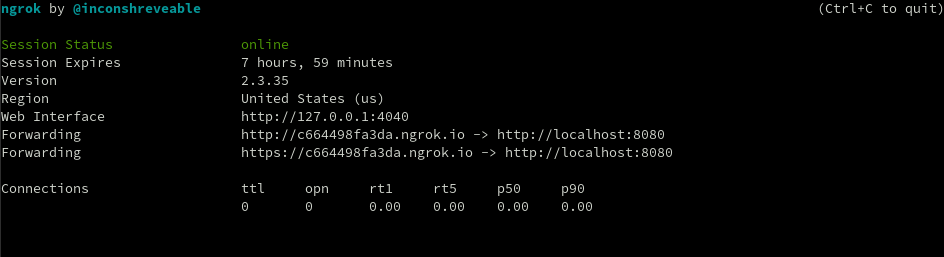 ngrok by @inconshreveable (Ctrl+C to quit)
Session Status online
Session Expires 7 hours, 59 minutes
Version 2.3.35
Region United States (us)
Web Interface http://127.0.0.1:4040
Forwarding http://c664498fa3da.ngrok.io -> http://localhost:8080
Forwarding https://c664498fa3da.ngrok.io -> http://localhost:8080
Connections ttl opn rt1 rt5 p50 p90
0 0 0.00 0.00 0.00 0.00